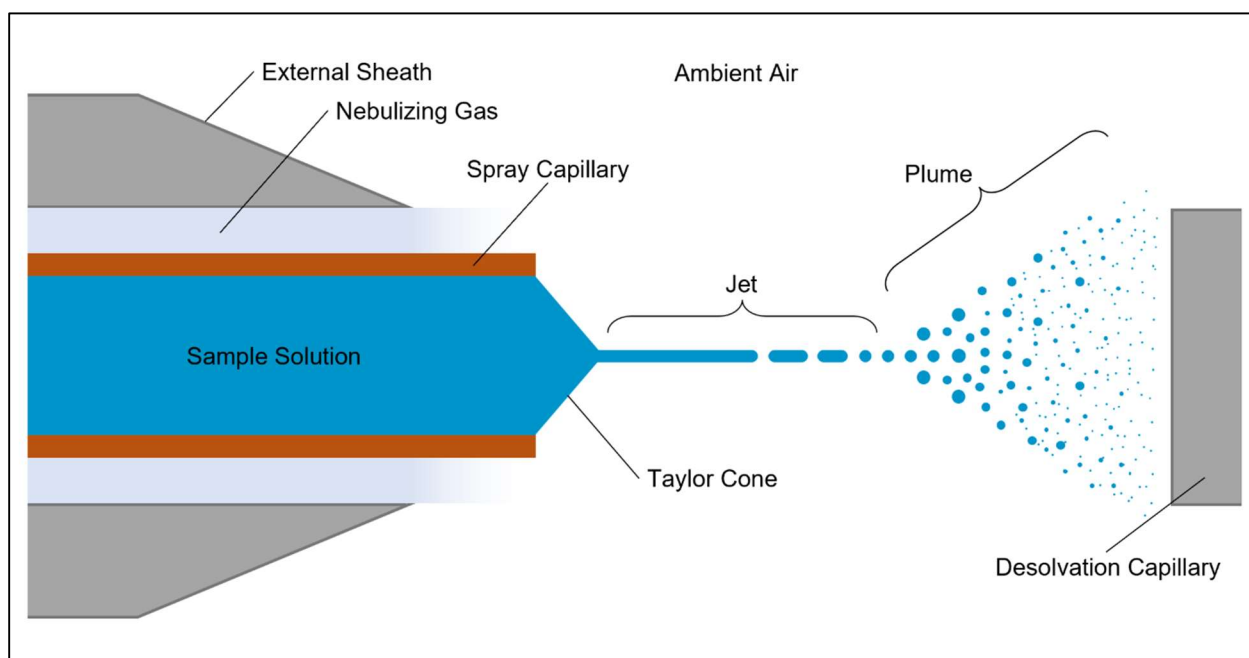 External Sheath
Ambient Air
Nebulizing Gas
Spray Capillary
Plume
Jet
Sample Solution
Taylor Cone
Desolvation Capillary